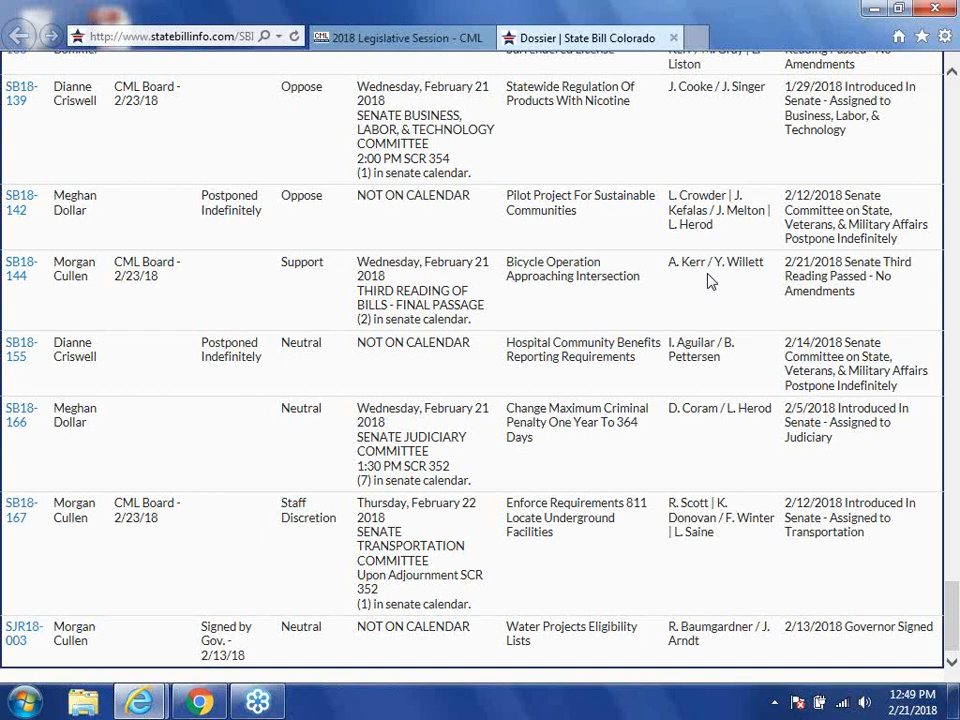 http://www.statebillinfo.com/SBI
CML 2018 Legislative Session - CML
Dossier | State Bill Colorado
Liston
Reading Passed - No
Amendments
SB18-
139
Dianne
Criswell
CML Board -
2/23/18
Oppose
Wednesday, February 21
2018
SENATE BUSINESS,
LABOR, & TECHNOLOGY
COMMITTEE
2:00 PM SCR 354
(1) in senate calendar.
Statewide Regulation Of
Products With Nicotine
J. Cooke / J. Singer
1/29/2018 Introduced In
Senate - Assigned to
Business, Labor, &
Technology
SB18-
142
Meghan
Dollar
Postponed
Indefinitely
Oppose
NOT ON CALENDAR
Pilot Project For Sustainable
Communities
L. Crowder | J.
Kefalas / J. Melton |
L. Herod
2/12/2018 Senate
Committee on State,
Veterans, & Military Affairs
Postpone Indefinitely
SB18-
144
Morgan
Cullen
CML Board -
2/23/18
Support
Wednesday, February 21
2018
THIRD READING OF
BILLS - FINAL PASSAGE
(2) in senate calendar.
Bicycle Operation
Approaching Intersection
A. Kerr / Y. Willett
2/21/2018 Senate Third
Reading Passed - No
Amendments
SB18-
155
Dianne
Criswell
Postponed
Indefinitely
Neutral
NOT ON CALENDAR
Hospital Community Benefits
Reporting Requirements
I. Aguilar / B.
Pettersen
2/14/2018 Senate
Committee on State,
Veterans, & Military Affairs
Postpone Indefinitely
SB18-
166
Meghan
Dollar
Neutral
Wednesday, February 21
2018
SENATE JUDICIARY
COMMITTEE
1:30 PM SCR 352
(7) in senate calendar.
Change Maximum Criminal
Penalty One Year To 364
Days
D. Coram / L. Herod
2/5/2018 Introduced In
Senate - Assigned to
Judiciary
SB18-
167
Morgan
Cullen
CML Board -
2/23/18
Staff
Discretion
Thursday, February 22
2018
SENATE
TRANSPORTATION
COMMITTEE
Upon Adjournment SCR
352
(1) in senate calendar.
Enforce Requirements 811
Locate Underground
Facilities
R. Scott | K.
Donovan / F. Winter
| L. Saine
2/12/2018 Introduced In
Senate - Assigned to
Transportation
SJR18-
003
Morgan
Cullen
Signed by
Gov. -
2/13/18
Neutral
NOT ON CALENDAR
Water Projects Eligibility
Lists
R. Baumgardner / J.
Arndt
2/13/2018 Governor Signed
12:49 PM
2/21/2018